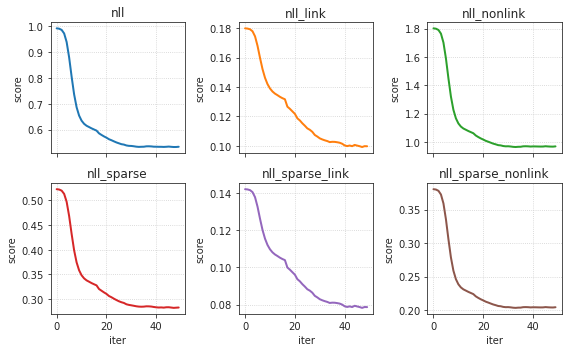 nll
nll_link
nll_nonlink
score
1.0
0.9
0.8
0.7
0.6
score
0.18
0.16
0.14
0.12
0.10
score
1.8
1.6
1.4
1.2
1.0
nll_sparse
nll_sparse_link
nll_sparse_nonlink
score
0.50
0.45
0.40
0.35
0.30
0 20 40
iter
score
0.14
0.12
0.10
0.08
0 20 40
iter
score
0.35
0.30
0.25
0.20
0 20 40
iter